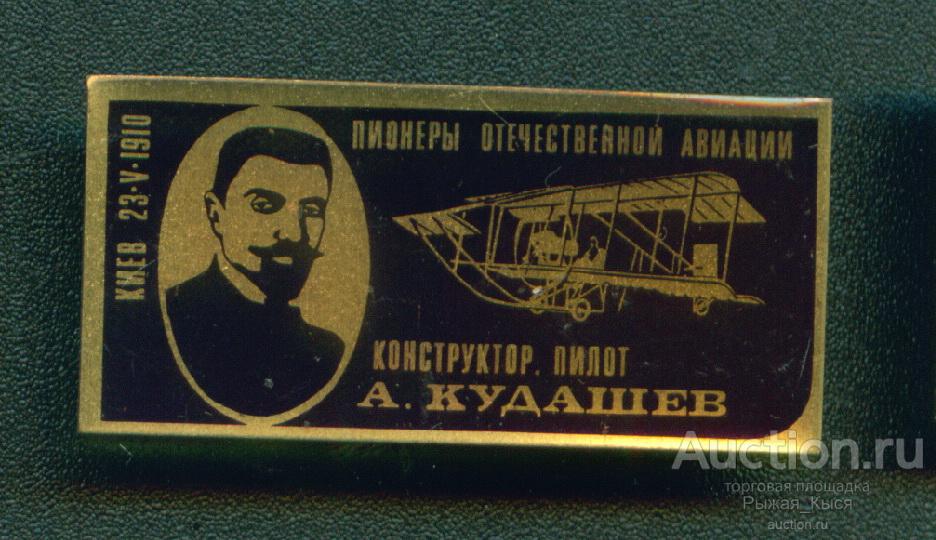 КИЕВ 23·V·1910
ПИОНЕРЫ ОТЕЧЕСТВЕННОЙ АВИАЦИИ
КОНСТРУКТОР. ПИЛОТ
А. КУДАШЕВ
Auction.ru
торговая площадка
Рыжая_Кыся
auction.ru